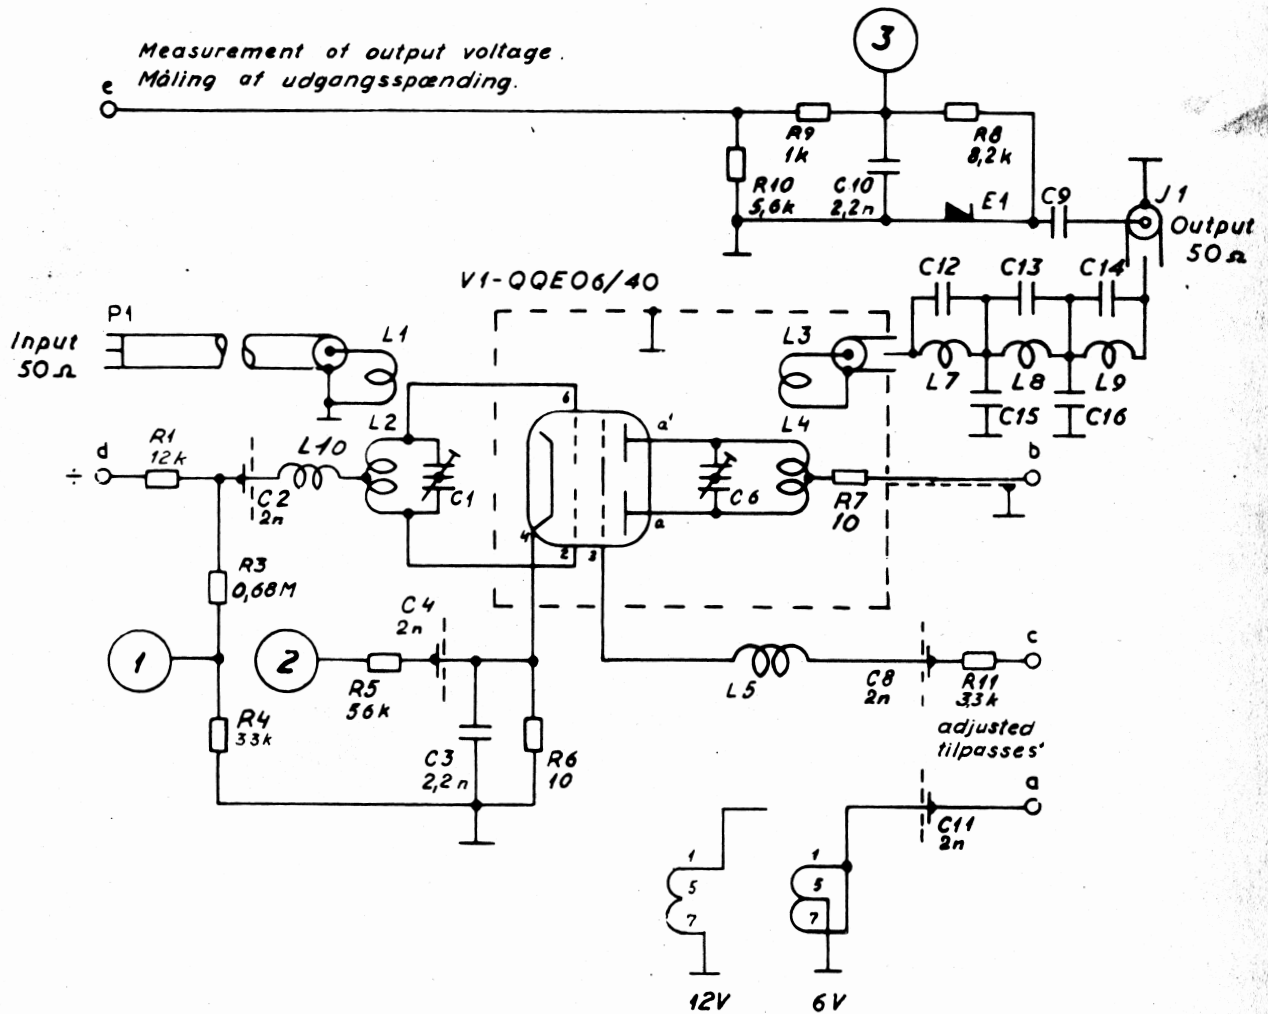 3
Measurement of output voltage.
Måling af udgangsspænding.
e
R9
1k
R8
8,2k
R10
5,6k
C10
2,2n
E1
C9
J1
Output
50Ω
V1-QQE06/40
C12
C13
C14
P1
Input
50Ω
L1
L3
L7
L8
L9
C15
C16
L2
L4
6
a'
d
÷
R1
12k
L10
C2
2n
C1
C6
R7
10
b
4
2
3
a
R3
0,68M
C4
2n
1
2
R5
56k
L5
C8
2n
c
R11
3,3k
R4
33k
C3
2,2n
R6
10
adjusted
tilpasses'
a
C11
2n
1
5
7
12V
1
5
7
6V